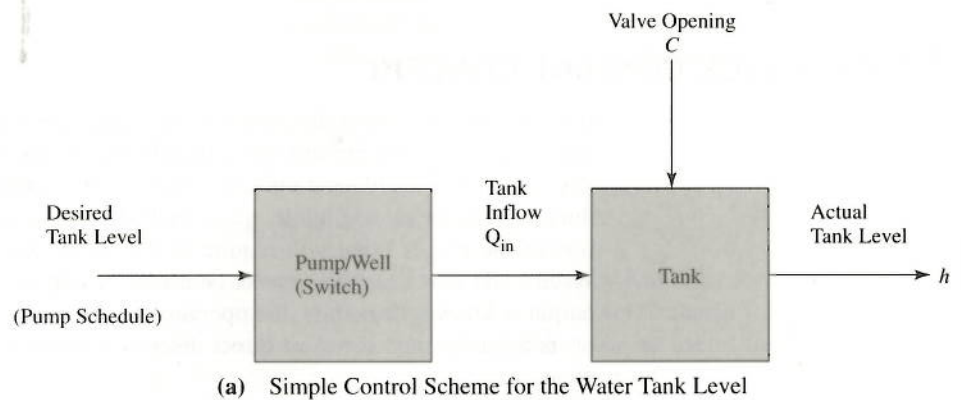 Valve Opening
C
Desired
Tank Level
(Pump Schedule)
Pump/Well
(Switch)
Tank
Inflow
Qin
Tank
Actual
Tank Level
h
(a) Simple Control Scheme for the Water Tank Level